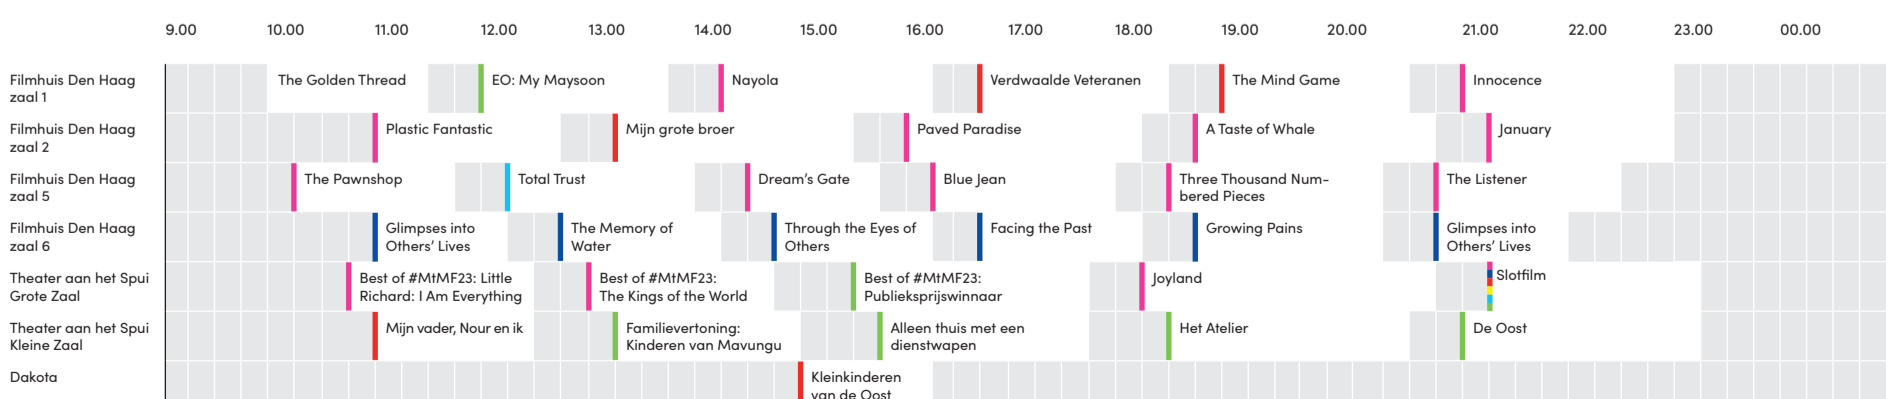 9.00 10.00 11.00 12.00 13.00 14.00 15.00 16.00 17.00 18.00 19.00 20.00 21.00 22.00 23.00 00.00
Filmhuis Den Haag The Golden Thread EO: My Maysoon Nayola Verdwaalde Veteranen The Mind Game Innocence
zaal 1
Filmhuis Den Haag Plastic Fantastic Mijn grote broer Paved Paradise A Taste of Whale January
zaal 2
Filmhuis Den Haag The Pawnshop Total Trust Dream's Gate Blue Jean Three Thousand Num- The Listener
zaal 5 bered Pieces
Filmhuis Den Haag Glimpses into The Memory of Through the Eyes of Facing the Past Growing Pains Glimpses into
zaal 6 Others' Lives Water Others Others' Lives
Theater aan het Spui Best of #MtMF23: Little Best of #MtMF23: Best of #MtMF23: Joyland Slotfilm
Grote Zaal Richard: I Am Everything The Kings of the World Publieksprijswinnaar
Theater aan het Spui Mijn vader, Nour en ik Familievertoning: Alleen thuis met een Het Atelier De Oost
Kleine Zaal Kinderen van Mavungu dienstwapen
Dakota Kleinkinderen
van de Oost